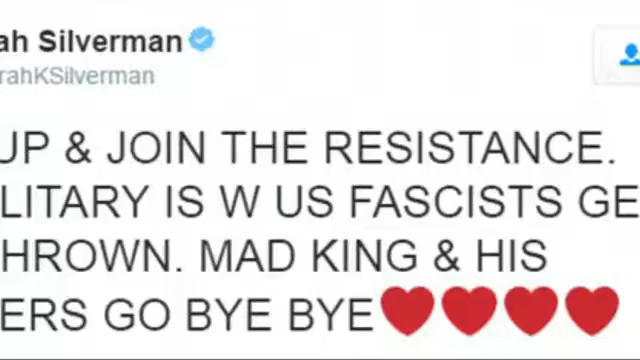 ah Silverman
rahKSilverman
UP & JOIN THE RESISTANCE.
LITARY IS W US FASCISTS GE
HROWN. MAD KING & HIS
ERS GO BYE BYE❤❤❤❤